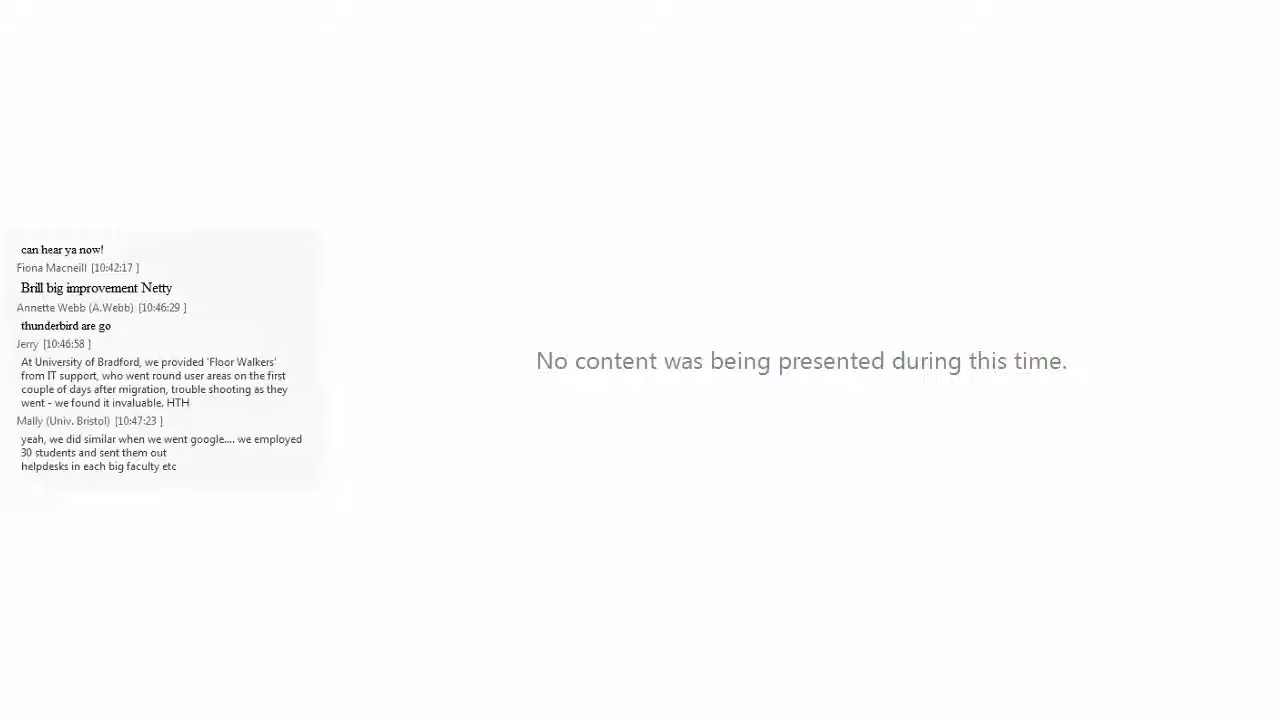 can hear ya now!
Fiona Macneill [10:42:17 ]
Brill big improvement Netty
Annette Webb (A.Webb) [10:46:29 ]
thunderbird are go
Jerry [10:46:58 ]
At University of Bradford, we provided 'Floor Walkers'
from IT support, who went round user areas on the first
couple of days after migration, trouble shooting as they
went - we found it invaluable. HTH
Mally (Univ. Bristol) [10:47:23 ]
yeah, we did similar when we went google.... we employed
30 students and sent them out
helpdesks in each big faculty etc
No content was being presented during this time.